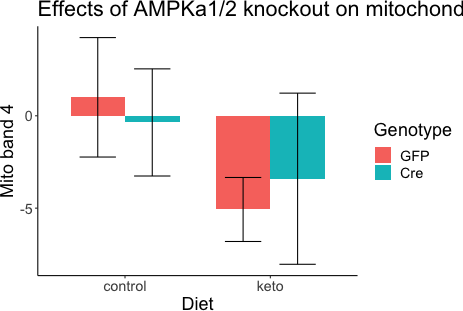 Effects of AMPKa1/2 knockout on mitochond
Mito band 4
0
-5
control
keto
Diet
Genotype
GFP
Cre